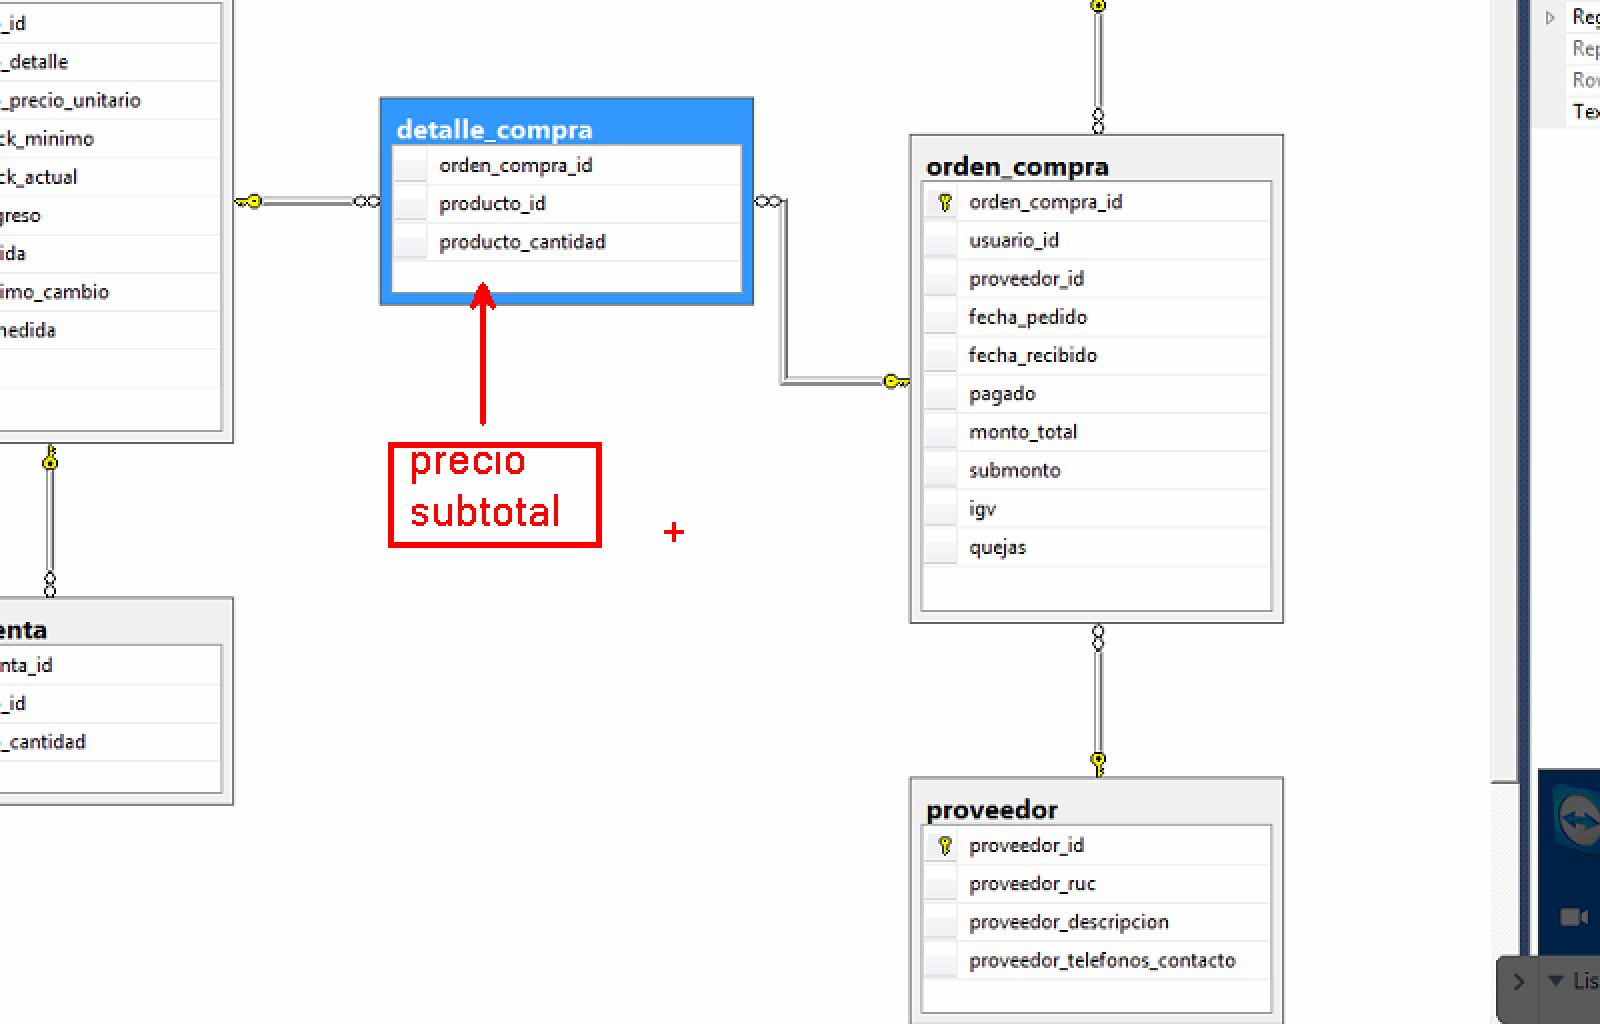 _id
_detalle
_precio_unitario
ck_minimo
ck_actual
greso
ida
imo_cambio
nedida
enta
nta_id
_id
_cantidad
detalle_compra
orden_compra_id
producto_id
producto_cantidad
precio
subtotal
orden_compra
orden_compra_id
usuario_id
proveedor_id
fecha_pedido
fecha_recibido
pagado
monto_total
submonto
igv
quejas
proveedor
proveedor_id
proveedor_ruc
proveedor_descripcion
proveedor_telefonos_contacto
Reg
Rep
Rov
Tex
Lis